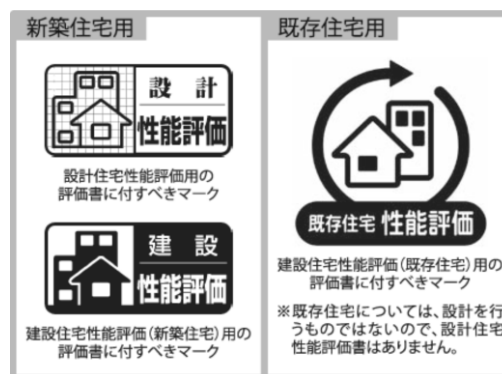 新築住宅用
設計
性能評価
設計住宅性能評価用の
評価書に付すべきマーク
建設
性能評価
建設住宅性能評価(新築住宅)用の
評価書に付すべきマーク
既存住宅用
既存住宅 性能評価
建設住宅性能評価(既存住宅)用の
評価書に付すべきマーク
※既存住宅については、設計を行
うものではないので、設計住宅
性能評価書はありません。